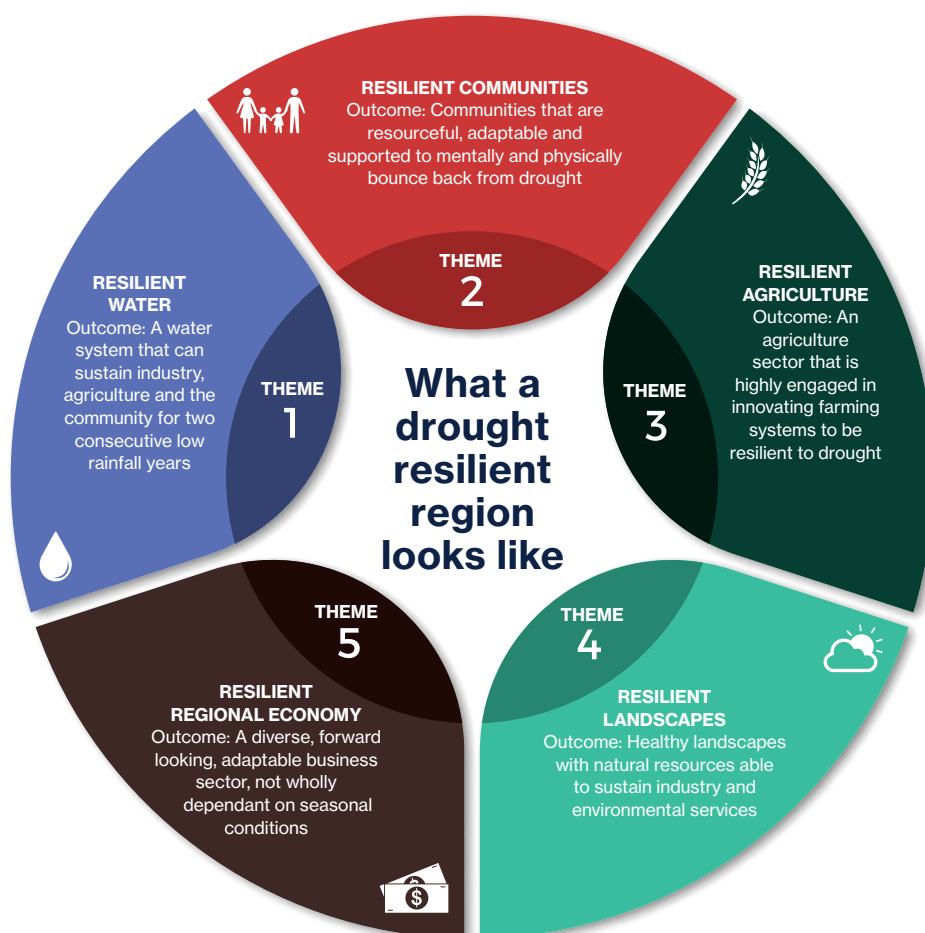 What a
drought
resilient
region
looks like
THEME
1
RESILIENT
WATER
Outcome: A water
system that can
sustain industry,
agriculture and the
community for two
consecutive low
rainfall years
THEME
2
RESILIENT COMMUNITIES
Outcome: Communities that are
resourceful, adaptable and
supported to mentally and physically
bounce back from drought
THEME
3
RESILIENT
AGRICULTURE
Outcome: An
agriculture
sector that is
highly engaged in
innovating farming
systems to be
resilient to drought
THEME
4
RESILIENT
LANDSCAPES
Outcome: Healthy landscapes
with natural resources able
to sustain industry and
environmental services
THEME
5
RESILIENT
REGIONAL ECONOMY
Outcome: A diverse, forward
looking, adaptable business
sector, not wholly
dependant on seasonal
conditions
$
$